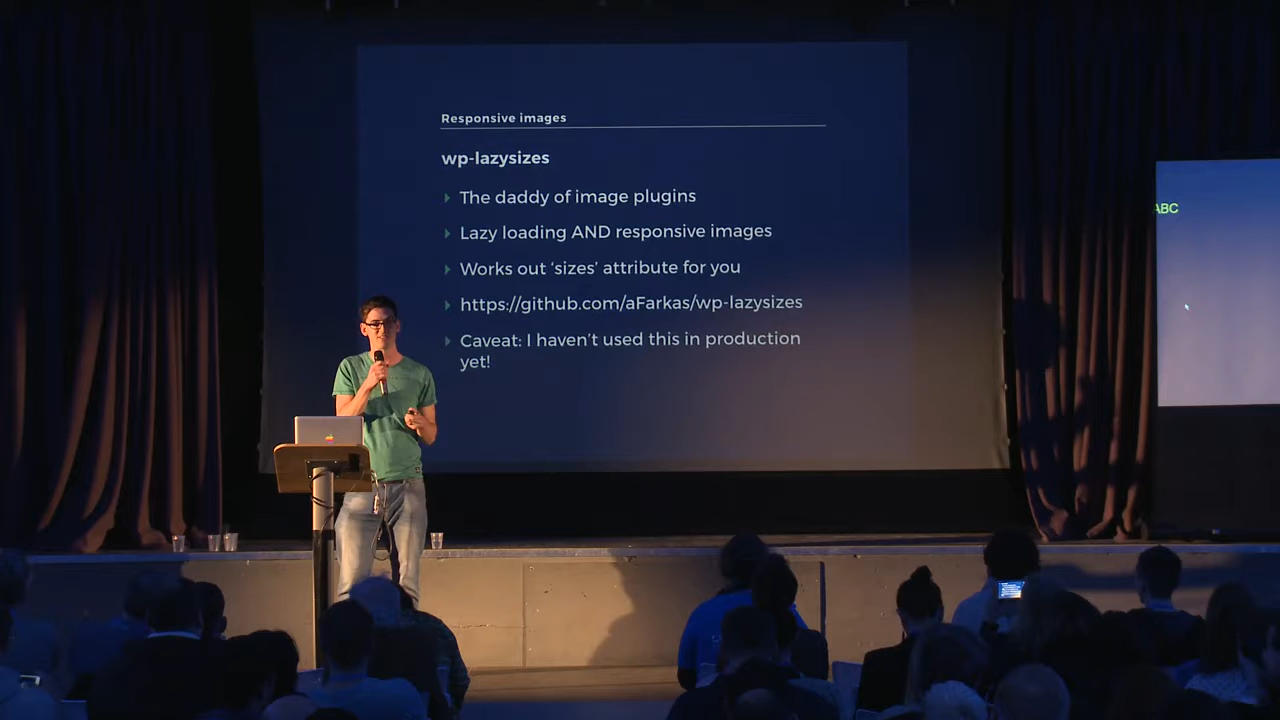 Responsive images
wp-lazysizes
The daddy of image plugins
Lazy loading AND responsive images
Works out ‘sizes’ attribute for you
https://github.com/aFarkas/wp-lazysizes
Caveat: I haven’t used this in production
yet!
ABC